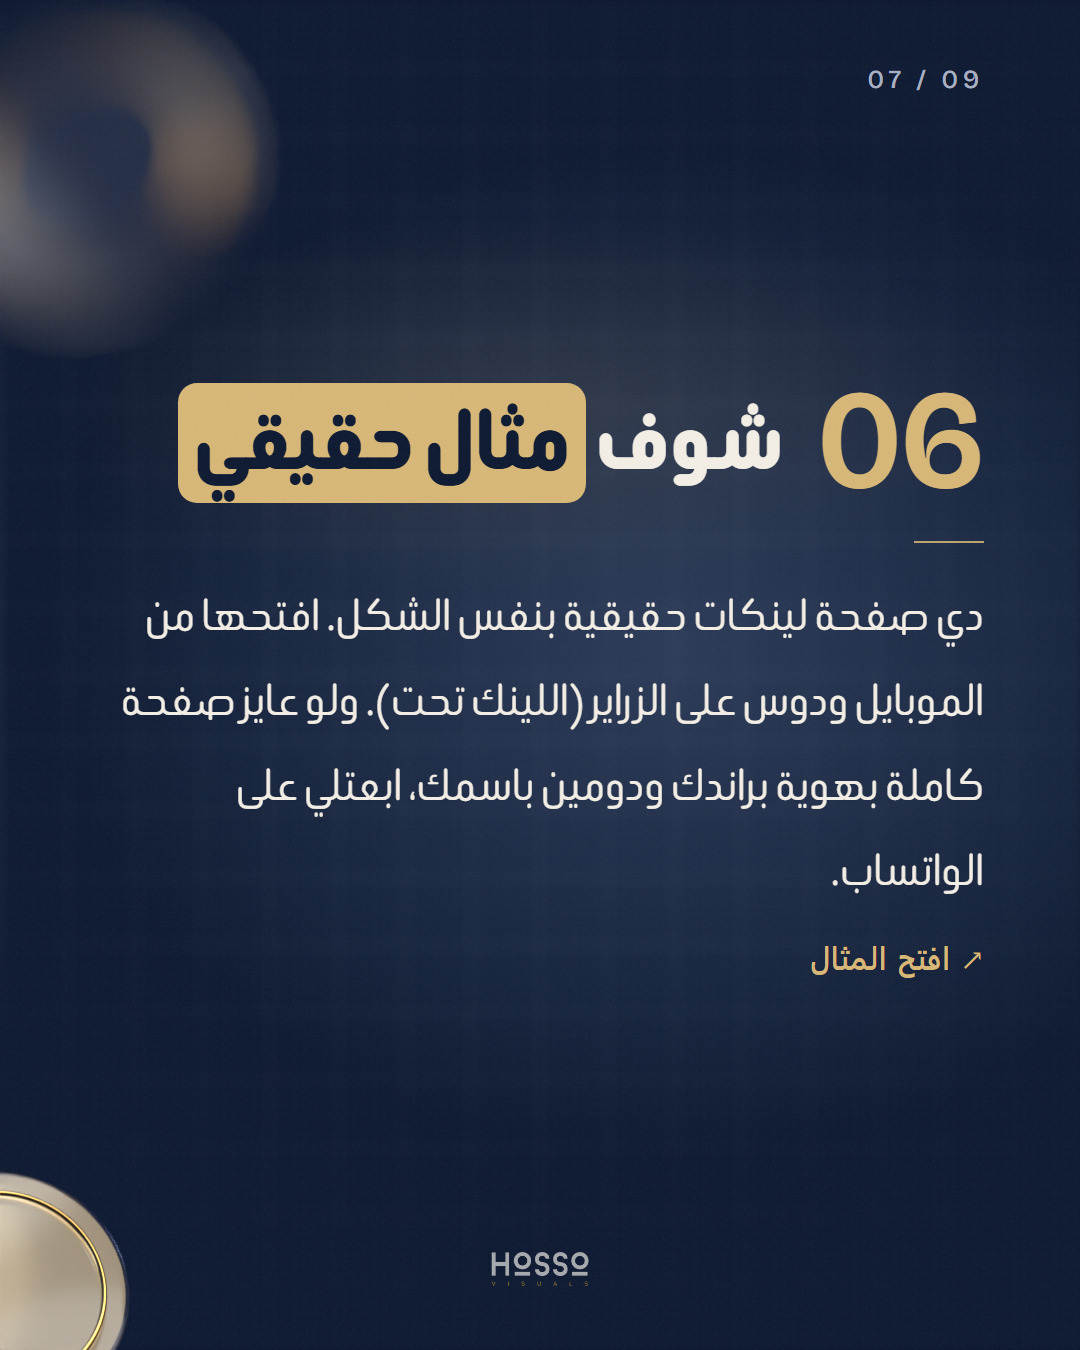 07 / 09
06 شوف مثال حقيقي
دي صفحة لينكات حقيقية بنفس الشكل. افتحها من
الموبايل ودوس على الزراير (اللينك تحت). ولو عايز صفحة
كاملة بهوية براندك ودومين باسمك، ابعتلي على
الواتساب.
↗ افتح المثال
HOSSO
VISUALS